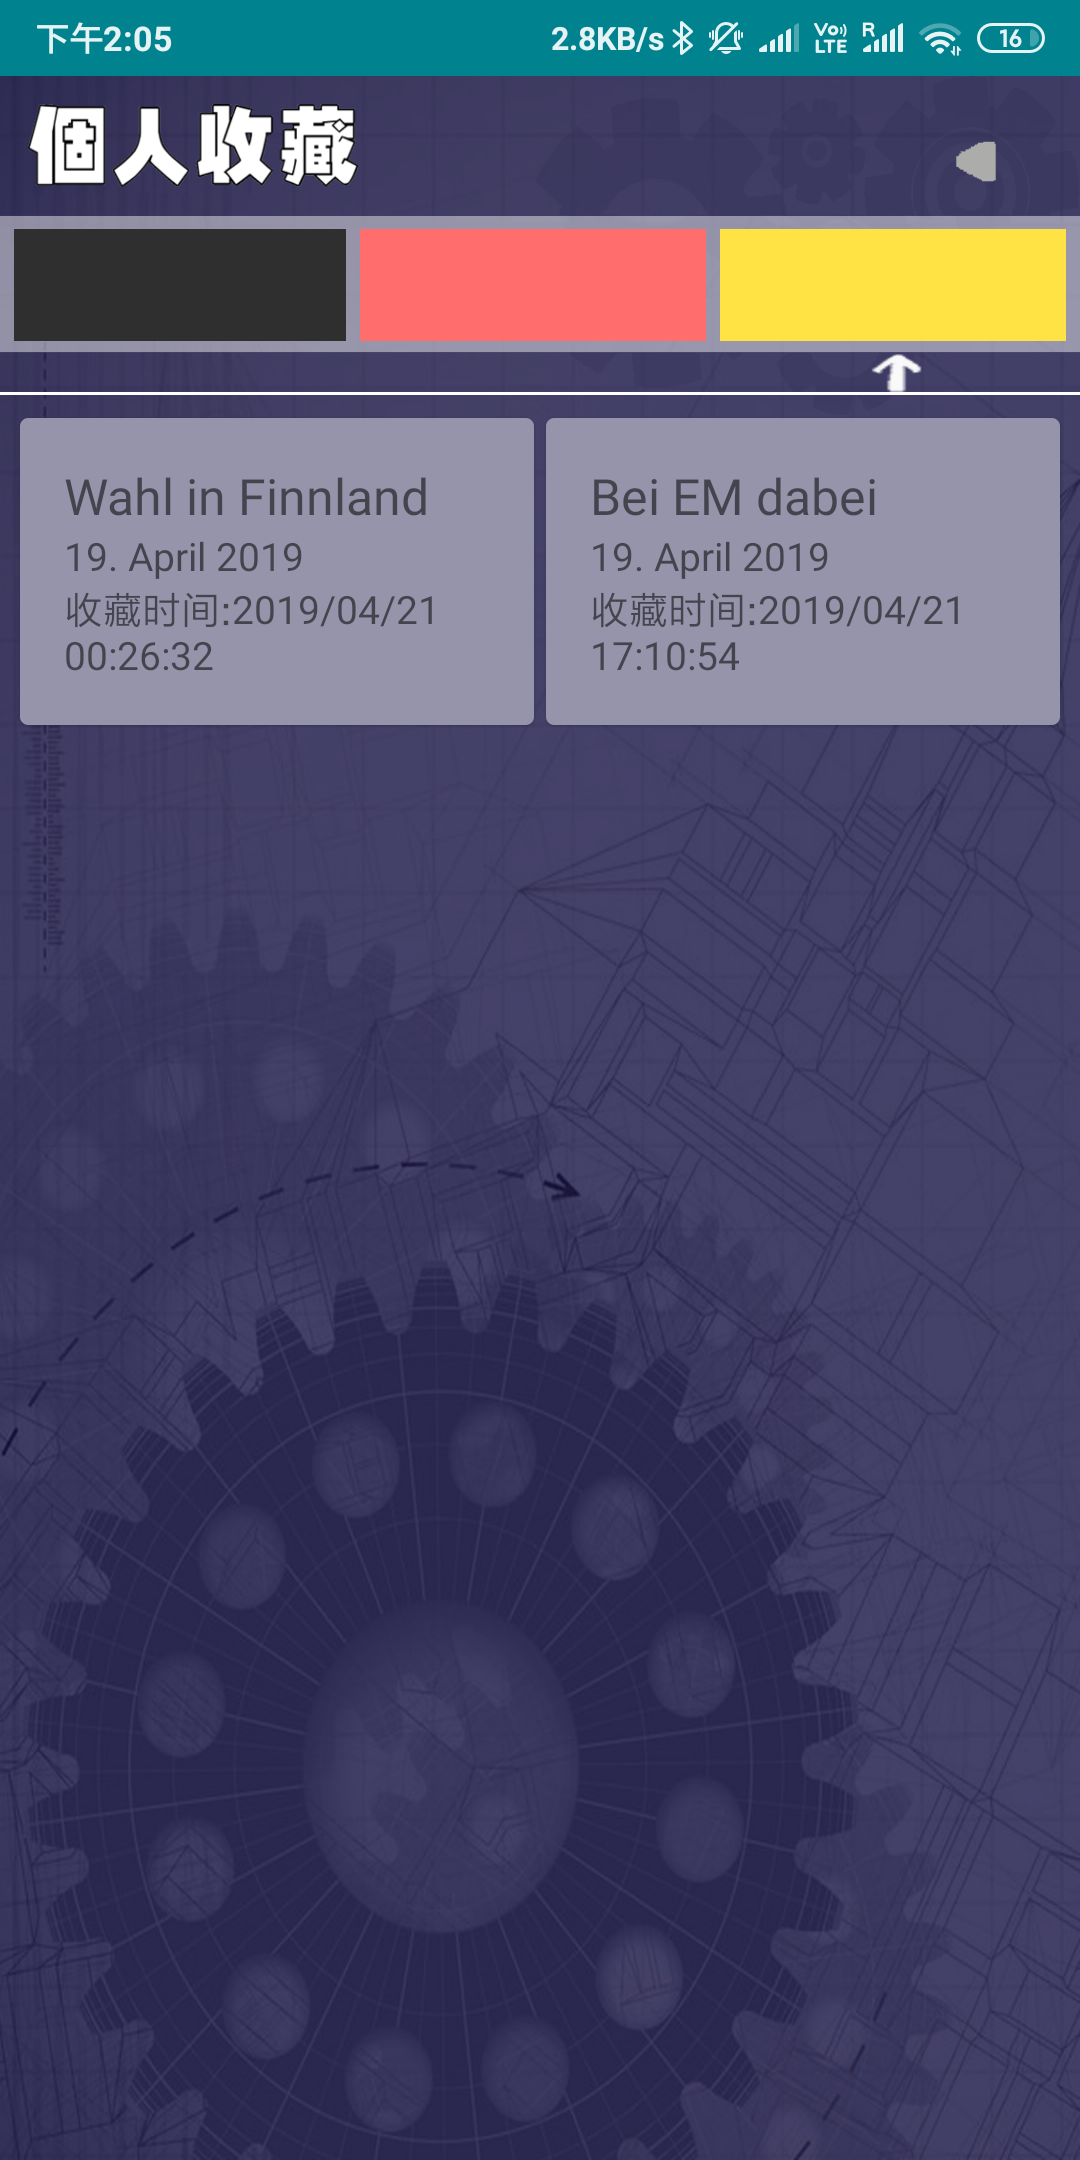 下午2:05
2.8KB/s
Vo))
LTE
R
16
個人收藏
Wahl in Finnland
19. April 2019
收藏时间:2019/04/21
00:26:32
Bei EM dabei
19. April 2019
收藏时间:2019/04/21
17:10:54